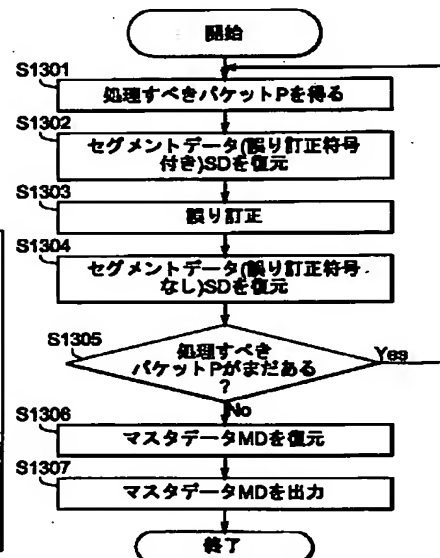 開始
S1301
処理すべきパケットPを得る
S1302
セグメントデータ(誤り訂正符号
付き)SDを復元
S1303
誤り訂正
S1304
セグメントデータ(誤り訂正符号
なし)SDを復元
S1305
処理すべき
パケットPがまだある
?
Yes
No
S1306
マスタデータMDを復元
S1307
マスタデータMDを出力
終了